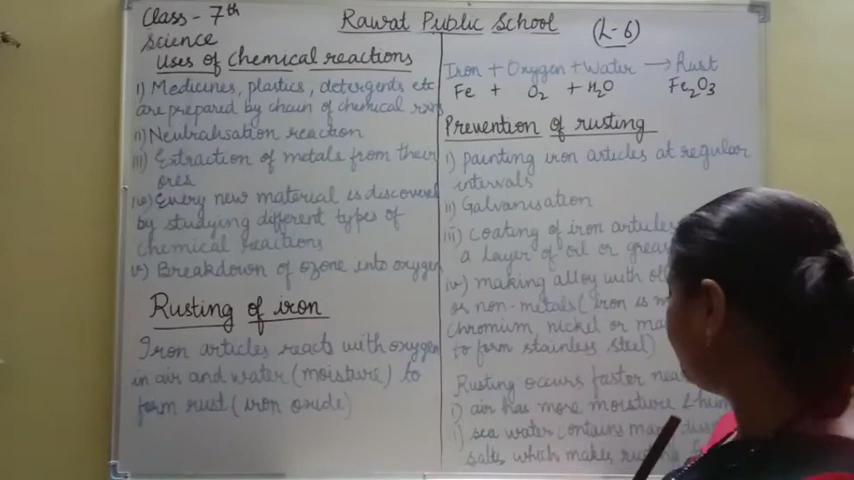 Class - 7th
Science
Rawat Public School
(L-6)
Uses of Chemical reactions
i) Medicines, plastics, detergents etc
are prepared by chain of chemical rxns
ii) Neutralisation reaction
iii) Extraction of metals from their
ores
iv) Every new material is discovered
by studying different types of
chemical reactions
v) Breakdown of ozone into oxygen
Rusting of iron
Iron articles reacts with oxygen
in air and water (moisture) to
form rust (iron oxide)
Iron + Oxygen + Water → Rust
Fe + O2 + H2O Fe2O3
Prevention of rusting
i) Painting iron articles at regular
intervals
ii) Galvanisation
iii) Coating of iron articles
a layer of oil or
iv) making alloy with
or non-metals (iron is
chromium, nickel or
to form stainless steel)
Rusting occurs faster
i) air has more moisture &
ii) sea water contains
salts which makes